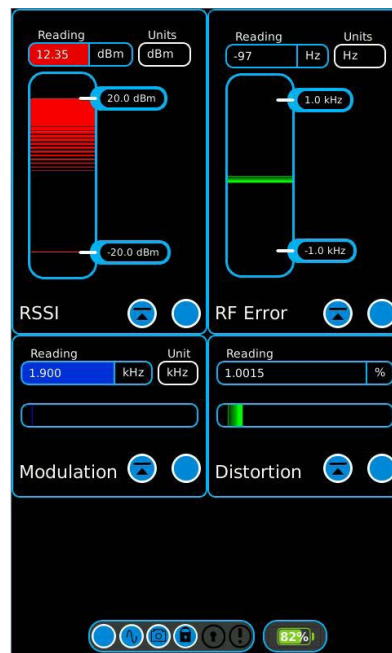 Reading Units
12.35 dBm dBm
20.0 dBm
-20.0 dBm
RSSI
Reading Units
-97 Hz Hz
1.0 kHz
-1.0 kHz
RF Error
Reading Unit
1.900 kHz kHz
Modulation
Reading
1.0015 %
Distortion
82%